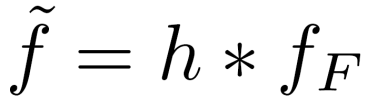 f̃ = h ∗ f_F